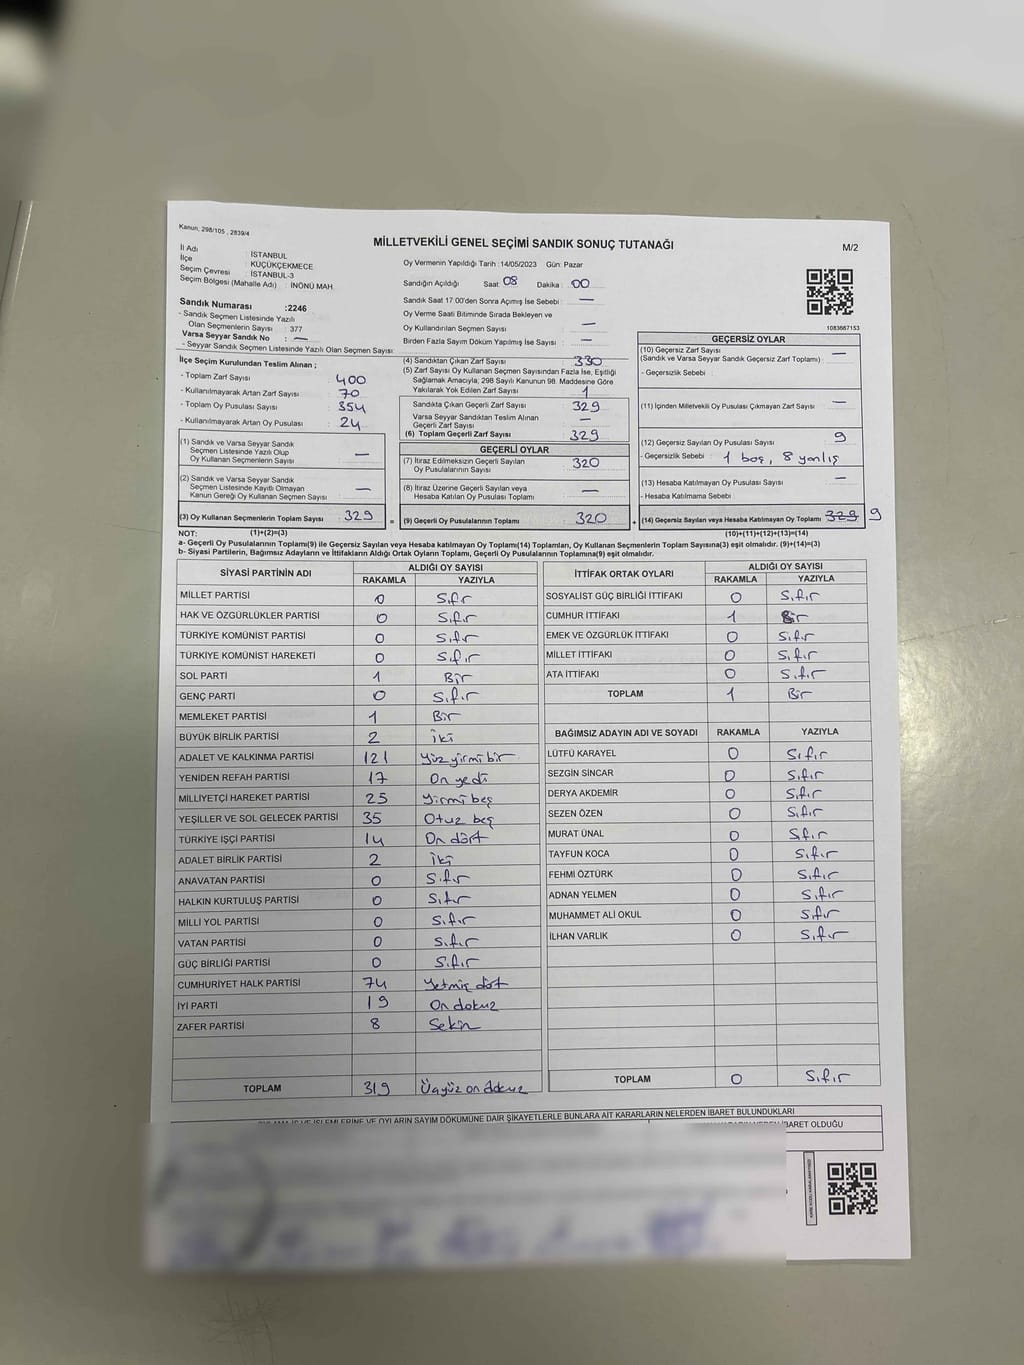 Kanun, 298/105 , 2839/4
MİLLETVEKİLİ GENEL SEÇİMİ SANDIK SONUÇ TUTANAĞI
M/2
İl Adı : İSTANBUL
İlçe : KÜÇÜKÇEKMECE
Seçim Çevresi : İSTANBUL-3
Seçim Bölgesi (Mahalle Adı) : İNÖNÜ MAH.
Sandık Numarası :2246
- Sandık Seçmen Listesinde Yazılı
Olan Seçmenlerin Sayısı : 377
Varsa Seyyar Sandık No : —
- Seyyar Sandık Seçmen Listesinde Yazılı Olan Seçmen Sayısı:
Oy Vermenin Yapıldığı Tarih :14/05/2023 Gün: Pazar
Sandığın Açıldığı Saat: 08 Dakika : 00
Sandık Saat 17.00'den Sonra Açımış İse Sebebi : —
Oy Verme Saati Bitiminde Sırada Bekleyen ve
Oy Kullandırılan Seçmen Sayısı : —
Birden Fazla Sayım Döküm Yapılmış İse Sayısı : —
1083667153
İlçe Seçim Kurulundan Teslim Alınan ;
- Toplam Zarf Sayısı : 400
- Kullanılmayarak Artan Zarf Sayısı : 70
- Toplam Oy Pusulası Sayısı : 354
- Kullanılmayarak Artan Oy Pusulası : 24
(1) Sandık ve Varsa Seyyar Sandık
Seçmen Listesinde Yazılı Olup
Oy Kullanan Seçmenlerin Sayısı —
(2) Sandık ve Varsa Seyyar Sandık
Seçmen Listesinde Kayıtlı Olmayan
Kanun Gereği Oy Kullanan Seçmen Sayısı —
(3) Oy Kullanan Seçmenlerin Toplam Sayısı 329
(4) Sandıktan Çıkan Zarf Sayısı : 330
(5) Zarf Sayısı Oy Kullanan Seçmen Sayısından Fazla İse, Eşitliği
Sağlamak Amacıyla, 298 Sayılı Kanunun 98. Maddesine Göre
Yakılarak Yok Edilen Zarf Sayısı : 1
Sandıkta Çıkan Geçerli Zarf Sayısı : 329
Varsa Seyyar Sandıktan Teslim Alınan
Geçerli Zarf Sayısı : —
(6) Toplam Geçerli Zarf Sayısı : 329
GEÇERLİ OYLAR
(7) İtiraz Edilmeksizin Geçerli Sayılan
Oy Pusulalarının Sayısı 320
(8) İtiraz Üzerine Geçerli Sayılan veya
Hesaba Katılan Oy Pusulası Toplamı —
= (9) Geçerli Oy Pusulalarının Toplamı 320
GEÇERSİZ OYLAR
(10) Geçersiz Zarf Sayısı —
(Sandık ve Varsa Seyyar Sandık Geçersiz Zarf Toplamı) :
- Geçersizlik Sebebi :
(11) İçinden Milletvekili Oy Pusulası Çıkmayan Zarf Sayısı : —
(12) Geçersiz Sayılan Oy Pusulası Sayısı : 9
- Geçersizlik Sebebi : 1 boş, 8 yanlış
(13) Hesaba Katılmayan Oy Pusulası Sayısı : —
- Hesaba Katılmama Sebebi :
+ (14) Geçersiz Sayılan veya Hesaba Katılmayan Oy Toplamı 329 9
NOT: (1)+(2)=(3)
(10)+(11)+(12)+(13)=(14)
a- Geçerli Oy Pusulalarının Toplamı(9) ile Geçersiz Sayılan veya Hesaba katılmayan Oy Toplamı(14) Toplamları, Oy Kullanan Seçmenlerin Toplam Sayısına(3) eşit olmalıdır. (9)+(14)=(3)
b- Siyasi Partilerin, Bağımsız Adayların ve İttifakların Aldığı Ortak Oyların Toplamı, Geçerli Oy Pusulalarının Toplamına(9) eşit olmalıdır.
SİYASİ PARTİNİN ADI
ALDIĞI OY SAYISI
RAKAMLA YAZIYLA
MİLLET PARTİSİ 0 Sıfır
HAK VE ÖZGÜRLÜKLER PARTİSİ 0 Sıfır
TÜRKİYE KOMÜNİST PARTİSİ 0 Sıfır
TÜRKİYE KOMÜNİST HAREKETİ 0 Sıfır
SOL PARTİ 1 Bir
GENÇ PARTİ 0 Sıfır
MEMLEKET PARTİSİ 1 Bir
BÜYÜK BİRLİK PARTİSİ 2 İki
ADALET VE KALKINMA PARTİSİ 121 Yüz yirmi bir
YENİDEN REFAH PARTİSİ 17 On yedi
MİLLİYETÇİ HAREKET PARTİSİ 25 Yirmi beş
YEŞİLLER VE SOL GELECEK PARTİSİ 35 Otuz beş
TÜRKİYE İŞÇİ PARTİSİ 14 On dört
ADALET BİRLİK PARTİSİ 2 İki
ANAVATAN PARTİSİ 0 Sıfır
HALKIN KURTULUŞ PARTİSİ 0 Sıfır
MİLLİ YOL PARTİSİ 0 Sıfır
VATAN PARTİSİ 0 Sıfır
GÜÇ BİRLİĞİ PARTİSİ 0 Sıfır
CUMHURİYET HALK PARTİSİ 74 Yetmiş dört
İYİ PARTİ 19 On dokuz
ZAFER PARTİSİ 8 Sekiz
TOPLAM 319 Üçyüz on dokuz
İTTİFAK ORTAK OYLARI
ALDIĞI OY SAYISI
RAKAMLA YAZIYLA
SOSYALİST GÜÇ BİRLİĞİ İTTİFAKI 0 Sıfır
CUMHUR İTTİFAKI 1 Bir
EMEK VE ÖZGÜRLÜK İTTİFAKI 0 Sıfır
MİLLET İTTİFAKI 0 Sıfır
ATA İTTİFAKI 0 Sıfır
TOPLAM 1 Bir
BAĞIMSIZ ADAYIN ADI VE SOYADI RAKAMLA YAZIYLA
LÜTFÜ KARAYEL 0 Sıfır
SEZGİN SİNCAR 0 Sıfır
DERYA AKDEMİR 0 Sıfır
SEZEN ÖZEN 0 Sıfır
MURAT ÜNAL 0 Sıfır
TAYFUN KOCA 0 Sıfır
FEHMİ ÖZTÜRK 0 Sıfır
ADNAN YELMEN 0 Sıfır
MUHAMMET ALİ OKUL 0 Sıfır
İLHAN VARLIK 0 Sıfır
TOPLAM 0 Sıfır
İŞLEMLERİNE VE OYLARIN SAYIM DÖKÜMÜNE DAİR ŞİKAYETLERLE BUNLARA AİT KARARLARIN NELERDEN İBARET BULUNDUKLARI
İBARET OLDUĞU